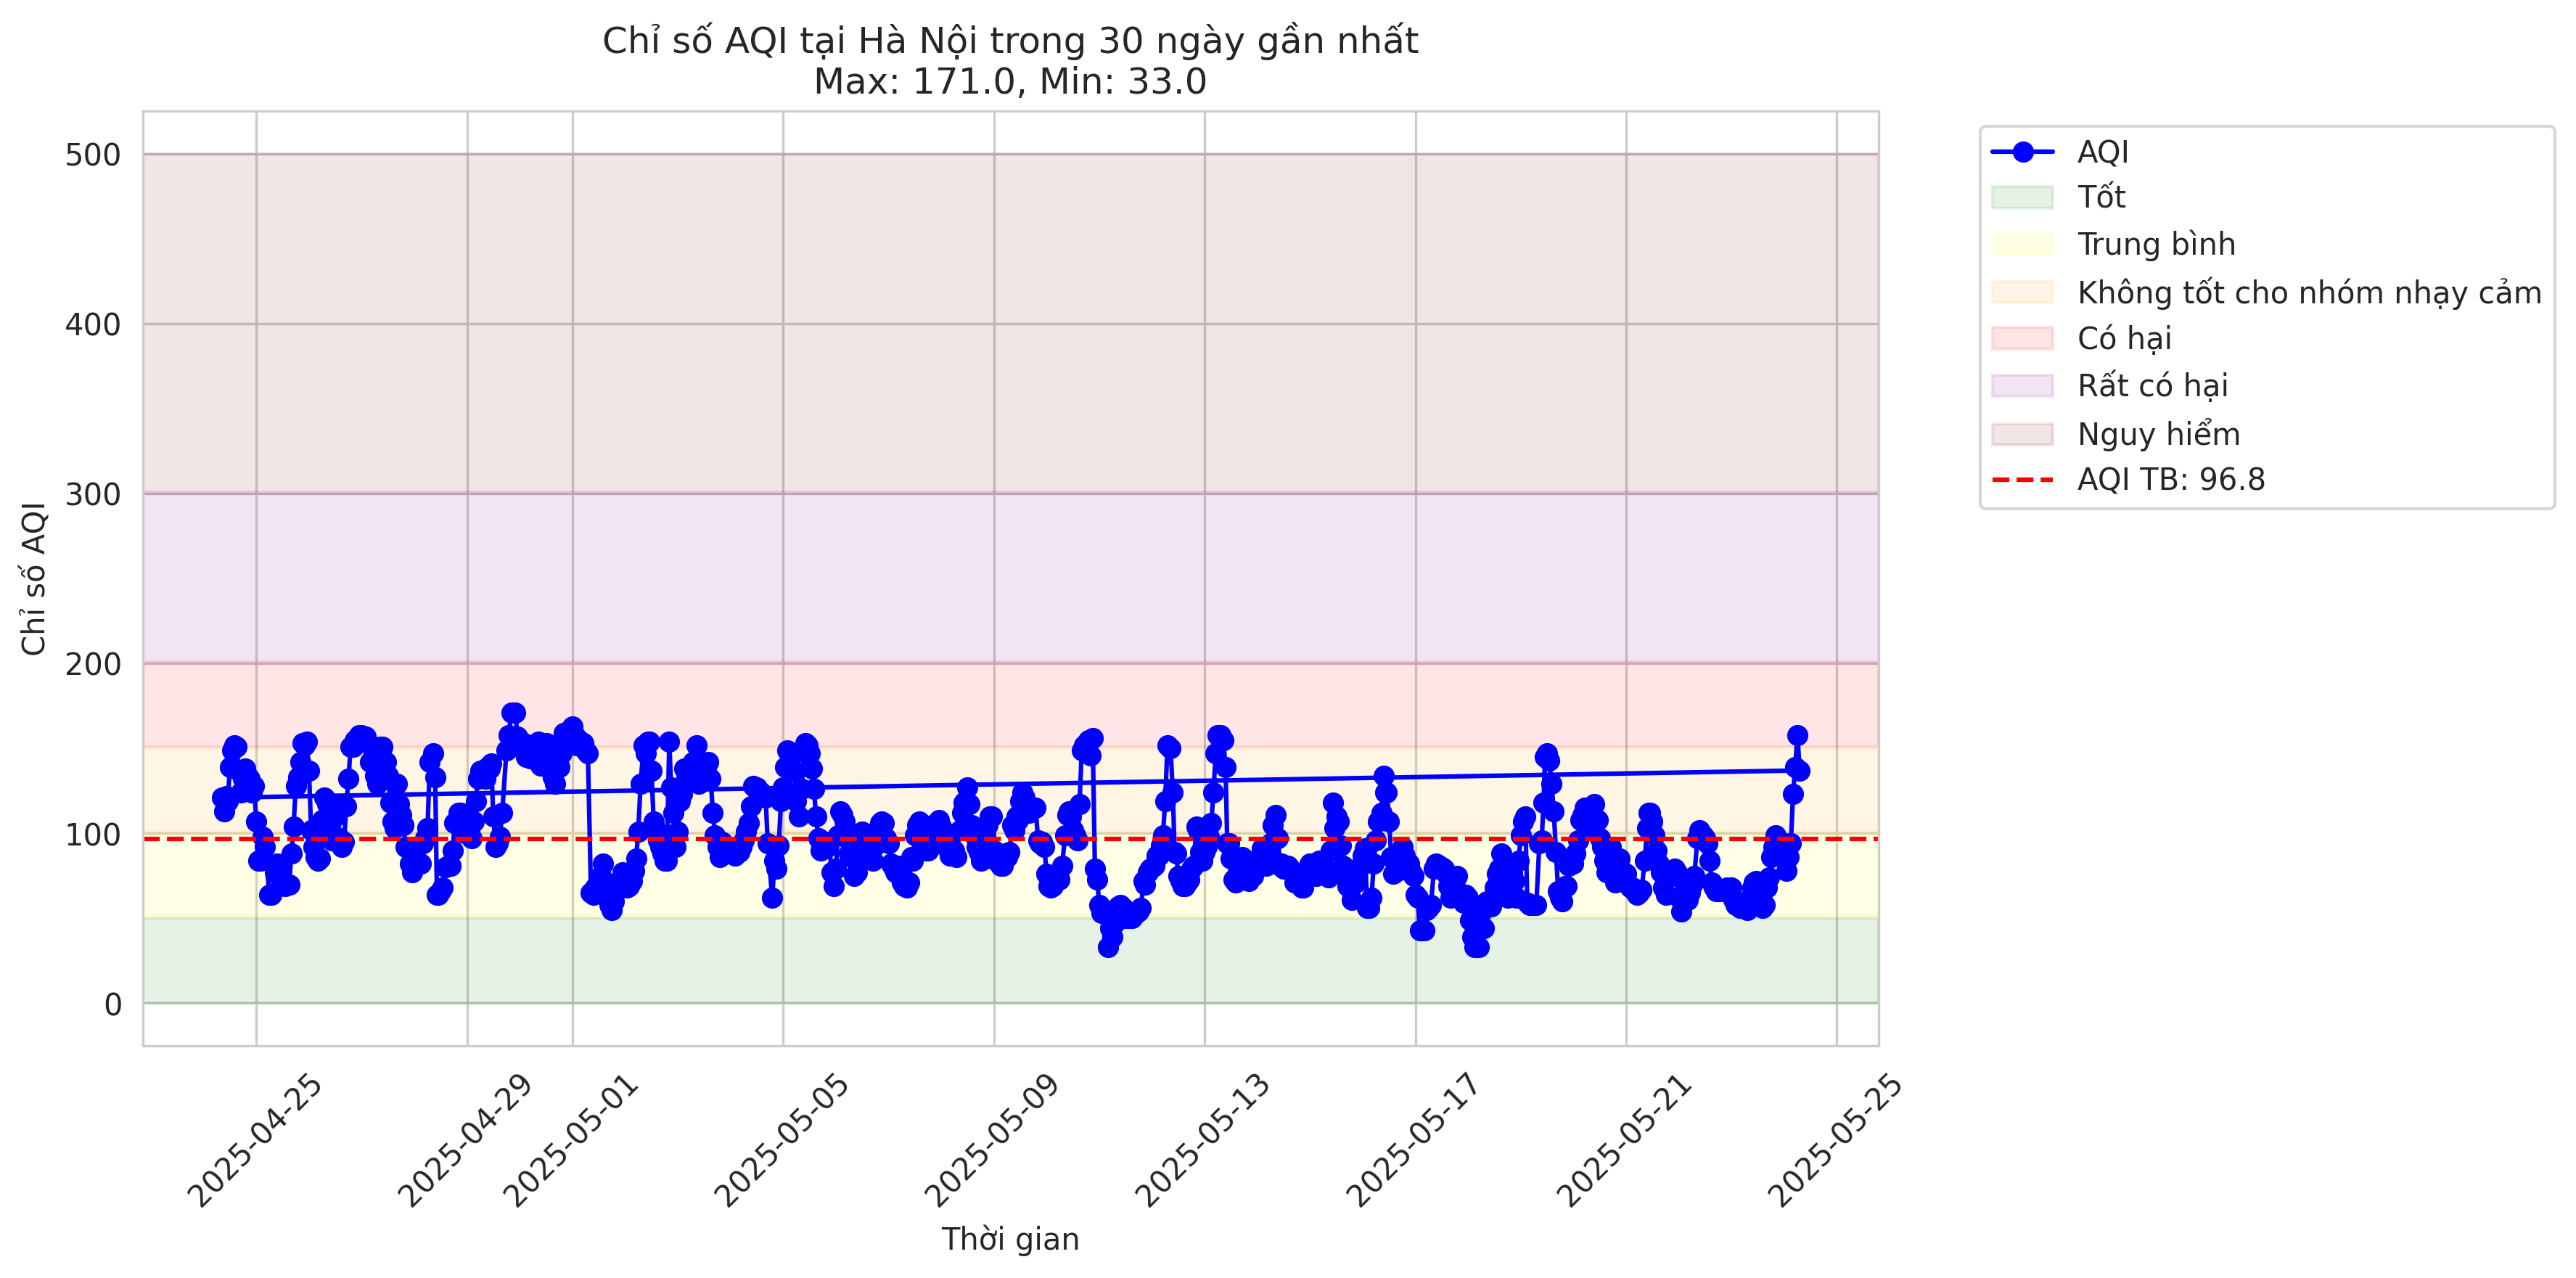 Chỉ số AQI tại Hà Nội trong 30 ngày gần nhất
Max: 171.0, Min: 33.0
Chỉ số AQI
500
400
300
200
100
0
2025-04-25
2025-04-29
2025-05-01
2025-05-05
2025-05-09
2025-05-13
2025-05-17
2025-05-21
2025-05-25
Thời gian
AQI
Tốt
Trung bình
Không tốt cho nhóm nhạy cảm
Có hại
Rất có hại
Nguy hiểm
AQI TB: 96.8